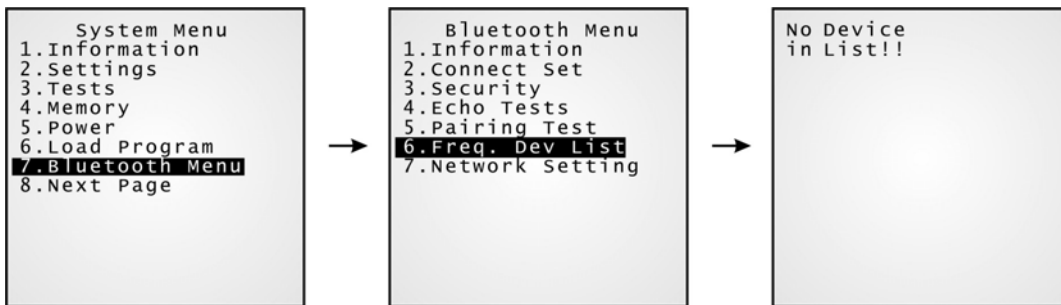 System Menu
1.Information
2.Settings
3.Tests
4.Memory
5.Power
6.Load Program
7.Bluetooth Menu
8.Next Page
Bluetooth Menu
1.Information
2.Connect Set
3.Security
4.Echo Tests
5.Pairing Test
6.Freq. Dev List
7.Network Setting
No Device
in List!!